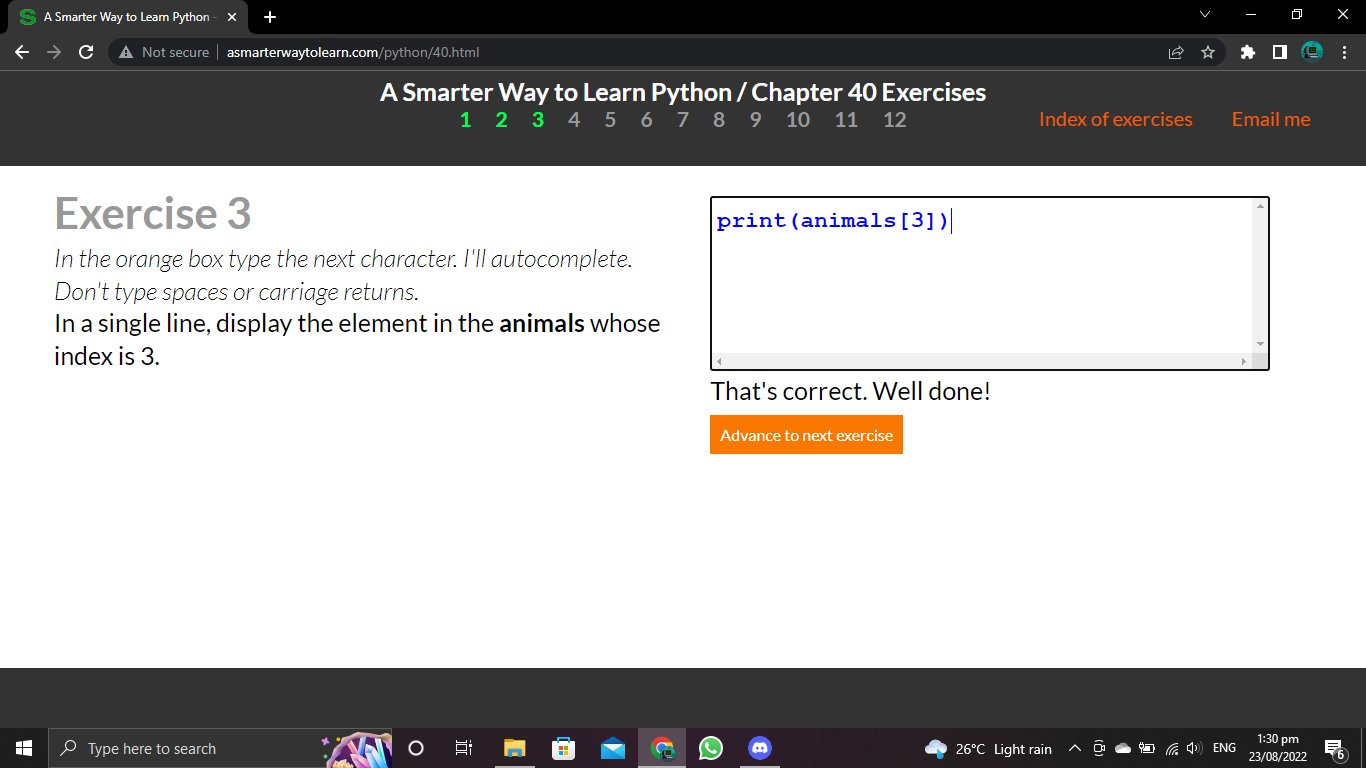 A Smarter Way to Learn Python -
Not secure asmarterwaytolearn.com/python/40.html
A Smarter Way to Learn Python / Chapter 40 Exercises
1 2 3 4 5 6 7 8 9 10 11 12
Index of exercises Email me
Exercise 3
In the orange box type the next character. I'll autocomplete.
Don't type spaces or carriage returns.
In a single line, display the element in the animals whose
index is 3.
print(animals[3])
That's correct. Well done!
Advance to next exercise
Type here to search
26°C Light rain
ENG
1:30 pm
23/08/2022
6